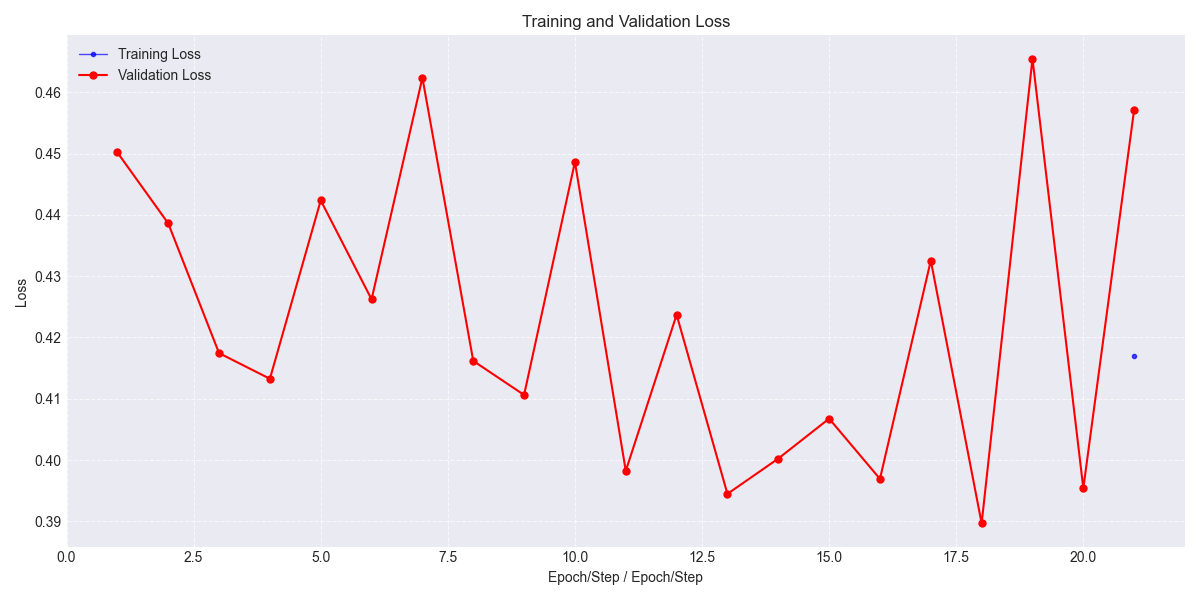 Training and Validation Loss
Training Loss
Validation Loss
0.46
0.45
0.44
0.43
0.42
0.41
0.40
0.39
Loss
0.0 2.5 5.0 7.5 10.0 12.5 15.0 17.5 20.0
Epoch/Step / Epoch/Step